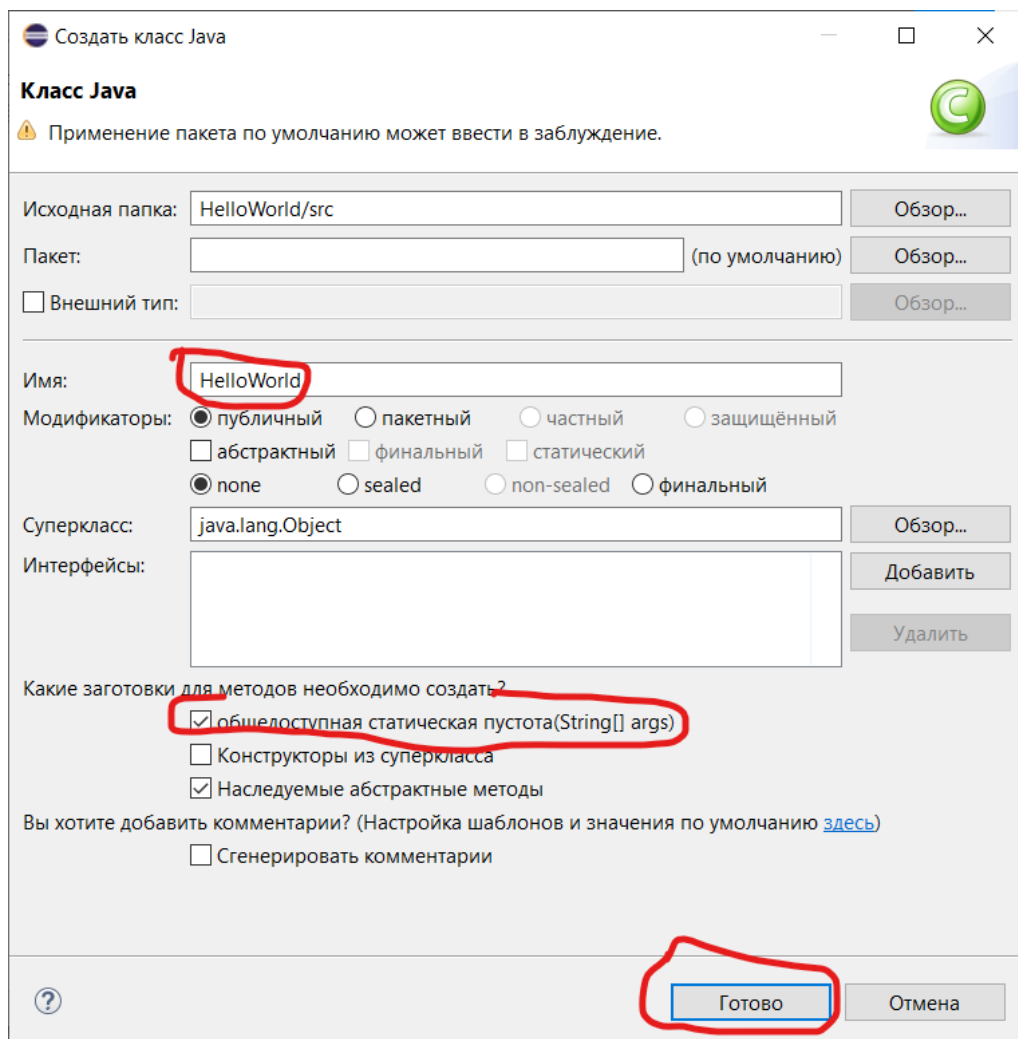 Создать класс Java
Класс Java
Применение пакета по умолчанию может ввести в заблуждение.
Исходная папка: HelloWorld/src Обзор...
Пакет: (по умолчанию) Обзор...
Внешний тип: Обзор...
Имя: HelloWorld
Модификаторы: публичный пакетный частный защищённый
абстрактный финальный статический
none sealed non-sealed финальный
Суперкласс: java.lang.Object Обзор...
Интерфейсы: Добавить
Удалить
Какие заготовки для методов необходимо создать?
общедоступная статическая пустота(String[] args)
Конструкторы из суперкласса
Наследуемые абстрактные методы
Вы хотите добавить комментарии? (Настройка шаблонов и значения по умолчанию здесь)
Сгенерировать комментарии
Готово Отмена